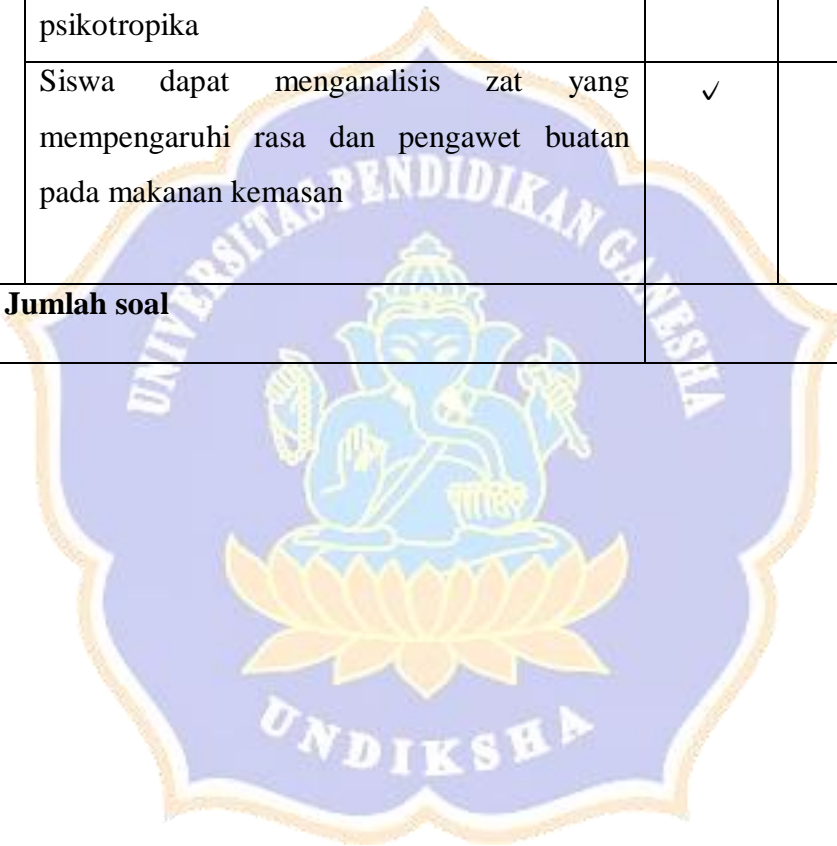 psikotropika
Siswa dapat menganalisis zat yang
✓
mempengaruhi rasa dan pengawet buatan
pada makanan kemasan
Jumlah soal
UNIVERSITAS PENDIDIKAN GANESHA
UNDIKSHA